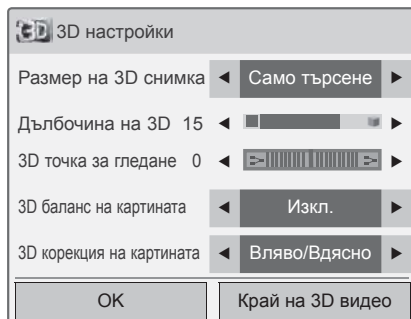 3D 3D настройки
Размер на 3D снимка ◄ Само търсене ►
Дълбочина на 3D 15 ◄ ►
3D точка за гледане 0 ◄ ►
3D баланс на картината ◄ Изкл. ►
3D корекция на картината ◄ Вляво/Вдясно ►
OK Край на 3D видео